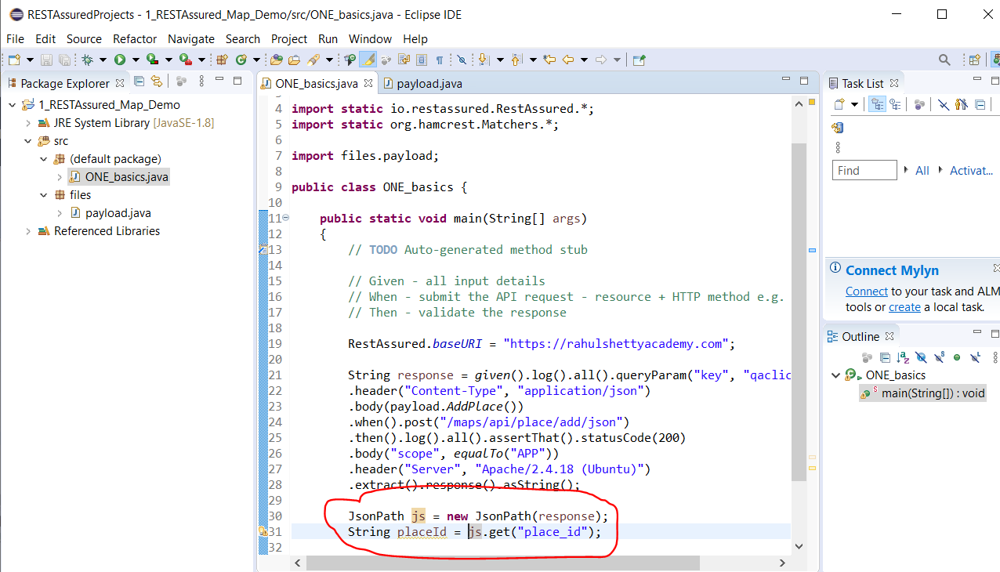 RESTAssuredProjects - 1_RESTAssured_Map_Demo/src/ONE_basics.java - Eclipse IDE
File Edit Source Refactor Navigate Search Project Run Window Help
Package Explorer
1_RESTAssured_Map_Demo
JRE System Library [JavaSE-1.8]
src
(default package)
ONE_basics.java
files
payload.java
Referenced Libraries
ONE_basics.java payload.java
4 import static io.restassured.RestAssured.*;
5 import static org.hamcrest.Matchers.*;
6
7 import files.payload;
8
9 public class ONE_basics {
10
11 public static void main(String[] args)
12 {
13 // TODO Auto-generated method stub
14
15 // Given - all input details
16 // When - submit the API request - resource + HTTP method e.g.
17 // Then - validate the response
18
19 RestAssured.baseURI = "https://rahulshettyacademy.com";
20
21 String response = given().log().all().queryParam("key", "qaclic
22 .header("Content-Type", "application/json")
23 .body(payload.AddPlace())
24 .when().post("/maps/api/place/add/json")
25 .then().log().all().assertThat().statusCode(200)
26 .body("scope", equalTo("APP"))
27 .header("Server", "Apache/2.4.18 (Ubuntu)")
28 .extract().response().asString();
29
30 JsonPath js = new JsonPath(response);
31 String placeId = js.get("place_id");
32
Task List
Find All Activat...
Connect Mylyn
Connect to your task and ALM
tools or create a local task.
Outline
ONE_basics
main(String[]) : void